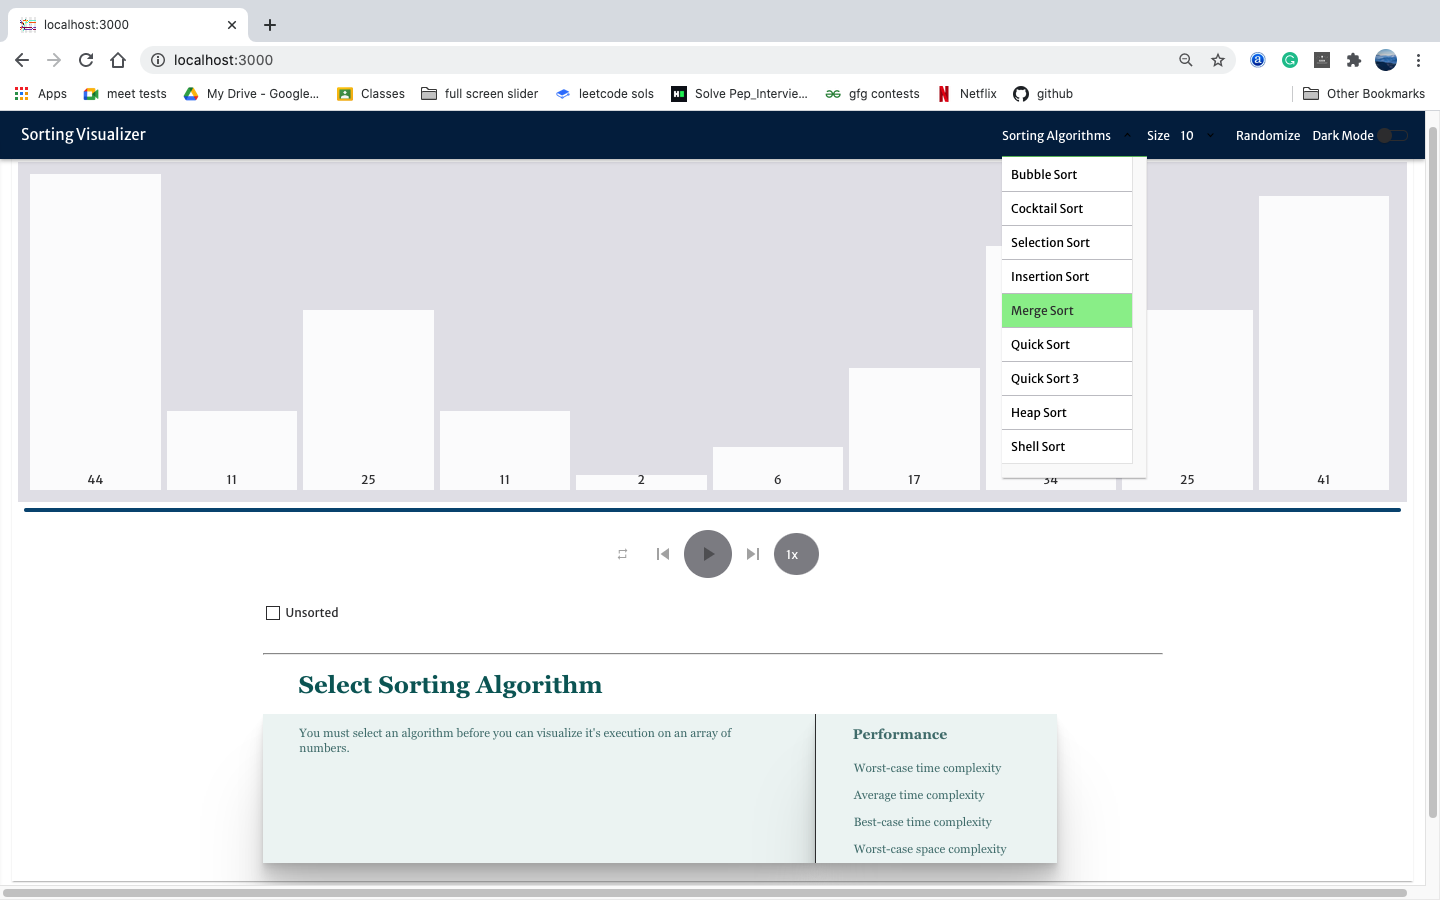 localhost:3000
localhost:3000
Apps
meet tests
My Drive - Google...
Classes
full screen slider
leetcode sols
Solve Pep_Intervie...
gfg contests
Netflix
github
Other Bookmarks
Sorting Visualizer
Sorting Algorithms
Size 10
Randomize
Dark Mode
Bubble Sort
Cocktail Sort
Selection Sort
Insertion Sort
Merge Sort
Quick Sort
Quick Sort 3
Heap Sort
Shell Sort
44 11 25 11 2 6 17 34 25 41
1x
Unsorted
Select Sorting Algorithm
You must select an algorithm before you can visualize it's execution on an array of
numbers.
Performance
Worst-case time complexity
Average time complexity
Best-case time complexity
Worst-case space complexity